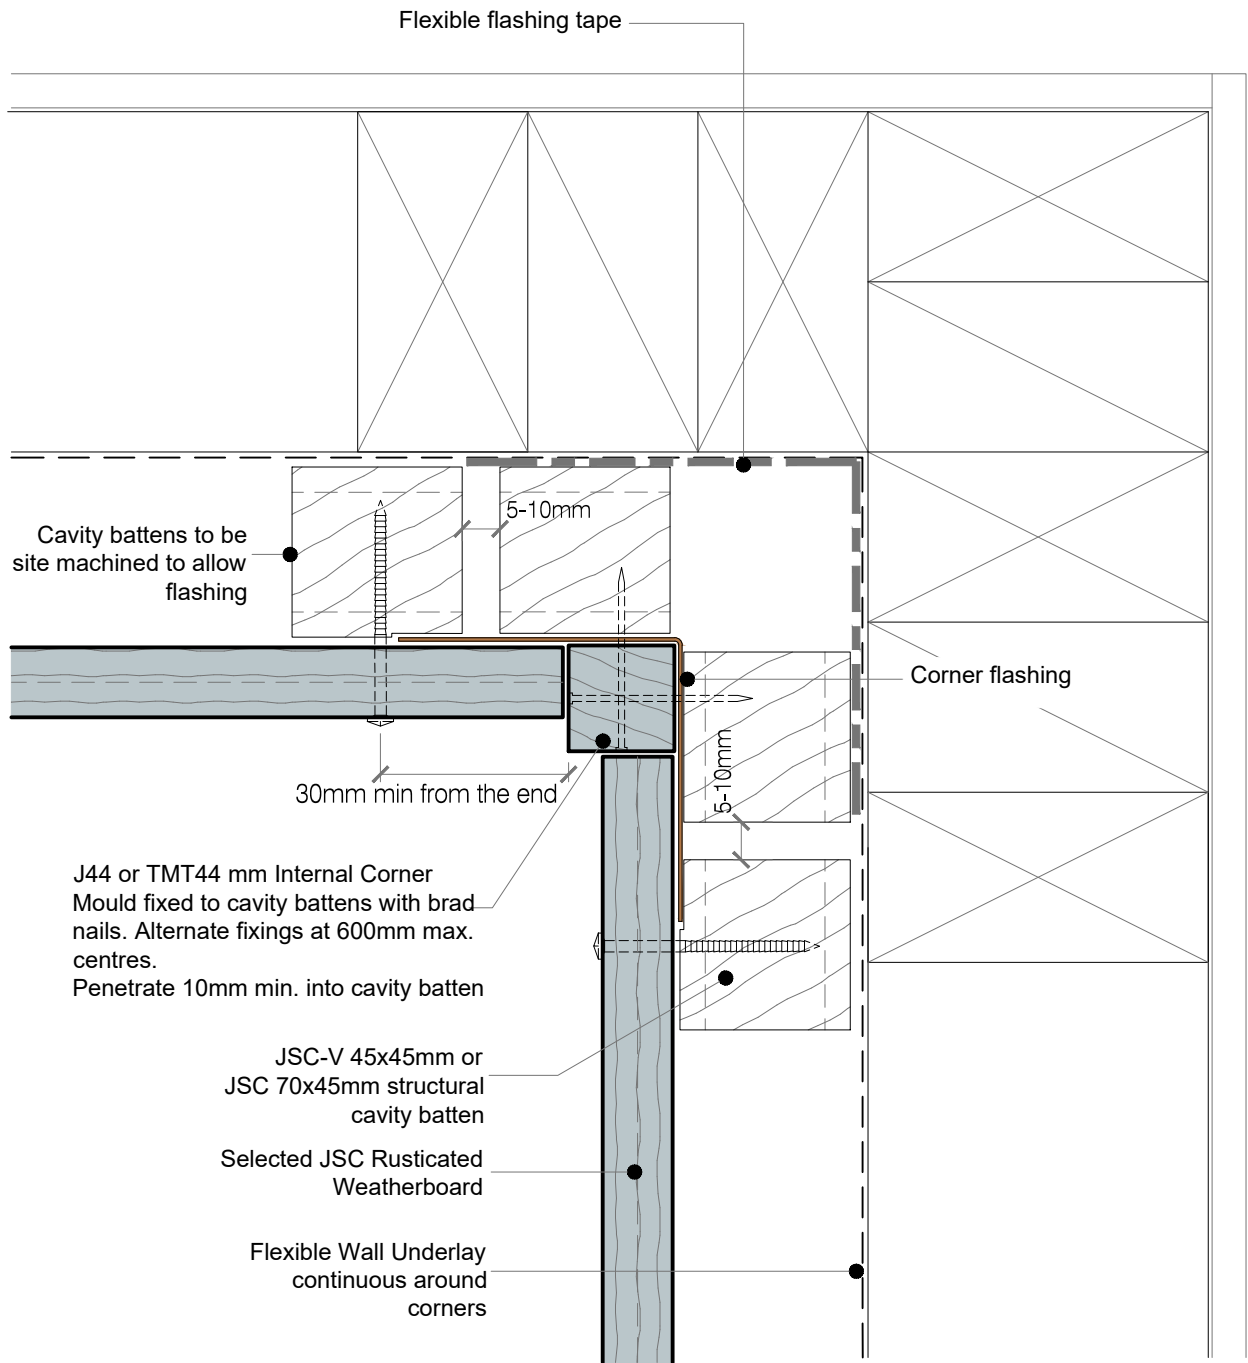 Flexible flashing tape
5-10mm
Cavity battens to be
site machined to allow
flashing
Corner flashing
5-10mm
30mm min from the end
J44 or TMT44 mm Internal Corner
Mould fixed to cavity battens with brad
nails. Alternate fixings at 600mm max.
centres.
Penetrate 10mm min. into cavity batten
JSC-V 45x45mm or
JSC 70x45mm structural
cavity batten
Selected JSC Rusticated
Weatherboard
Flexible Wall Underlay
continuous around
corners